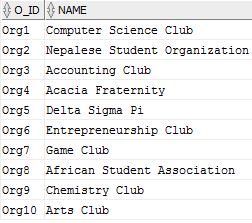 O_ID NAME
Org1 Computer Science Club
Org2 Nepalese Student Organization
Org3 Accounting Club
Org4 Acacia Fraternity
Org5 Delta Sigma Pi
Org6 Entrepreneurship Club
Org7 Game Club
Org8 African Student Association
Org9 Chemistry Club
Org10 Arts Club